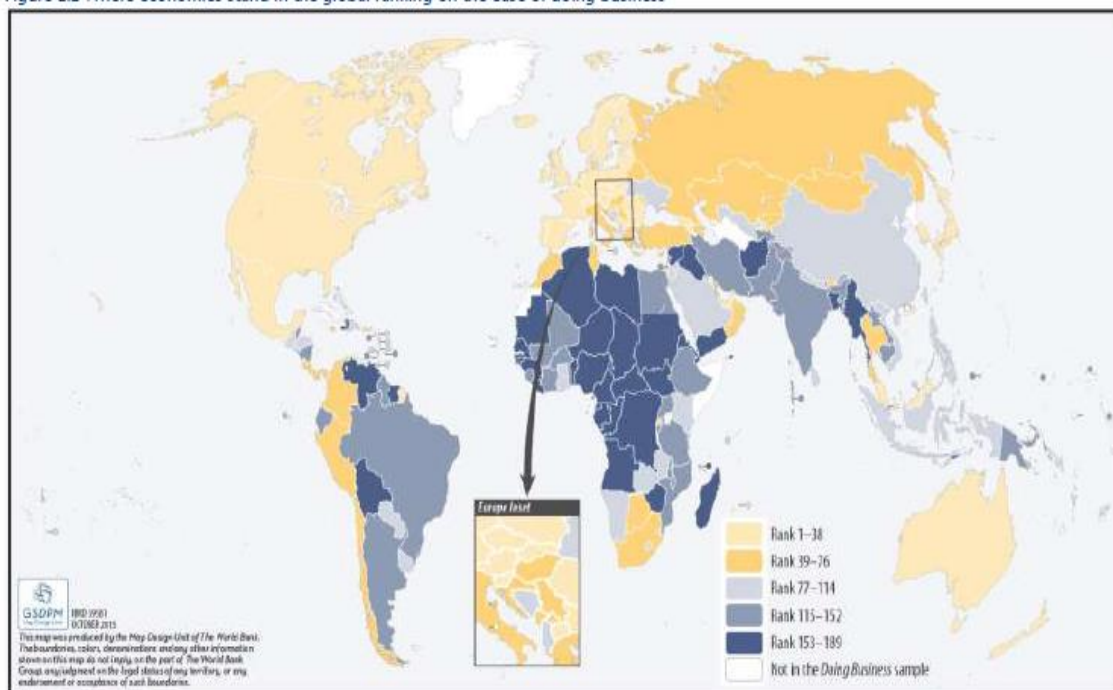 Europe Inset
Rank 1–38
Rank 39–76
Rank 77–114
Rank 115–152
Rank 153–189
Not in the Doing Business sample
GSDPM
Map Design Unit
OCTOBER 2015
This map was produced by the Map Design Unit of The World Bank.
The boundaries, colors, denominations and any other information
shown on this map do not imply, on the part of The World Bank
Group, any judgment on the legal status of any territory, or any
endorsement or acceptance of such boundaries.